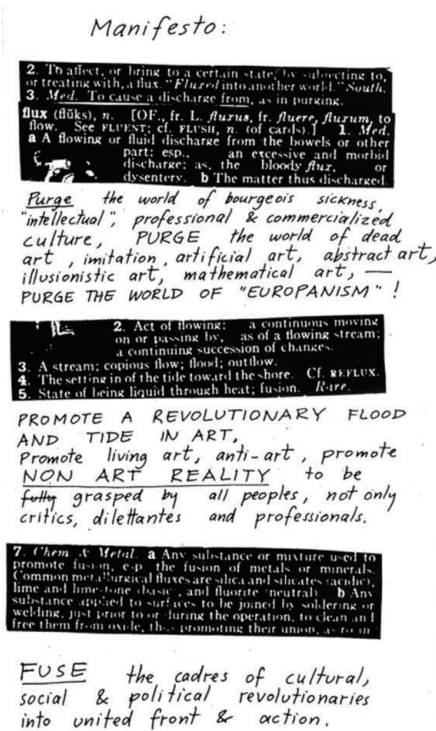 Manifesto:
2. To affect, or bring to a certain state, by subjecting to,
or treating with, a flux. "Fluxed into another world." South.
3. Med. To cause a discharge from, as in purging.
flux (flŭks), n. [OF., fr. L. fluxus, fr. fluere, fluxum, to
flow. See FLUENT; cf. FLUSH, n. (of cards).] 1. Med.
a A flowing or fluid discharge from the bowels or other
part; esp., an excessive and morbid
discharge; as, the bloody flux, or
dysentery. b The matter thus discharged.
Purge the world of bourgeois sickness,
"intellectual", professional & commercialized
culture, PURGE the world of dead
art, imitation, artificial art, abstract art,
illusionistic art, mathematical art, —
PURGE THE WORLD OF "EUROPANISM"!
2. Act of flowing: a continuous moving
on or passing by, as of a flowing stream;
a continuing succession of changes.
3. A stream; copious flow; flood; outflow.
4. The setting in of the tide toward the shore. Cf. REFLUX.
5. State of being liquid through heat; fusion. Rare.
PROMOTE A REVOLUTIONARY FLOOD
AND TIDE IN ART,
Promote living art, anti-art, promote
NON ART REALITY to be
fully grasped by all peoples, not only
critics, dilettantes and professionals.
7. Chem & Metal. a Any substance or mixture used to
promote fusion, esp. the fusion of metals or minerals.
Common metallurgical fluxes are silica and silicates (acidic),
lime and limestone (basic), and fluorite (neutral). b Any
substance applied to surfaces to be joined by soldering or
welding, just prior to or during the operation, to clean and
free them from oxide, thus promoting their union, as rosin
FUSE the cadres of cultural,
social & political revolutionaries
into united front & action.